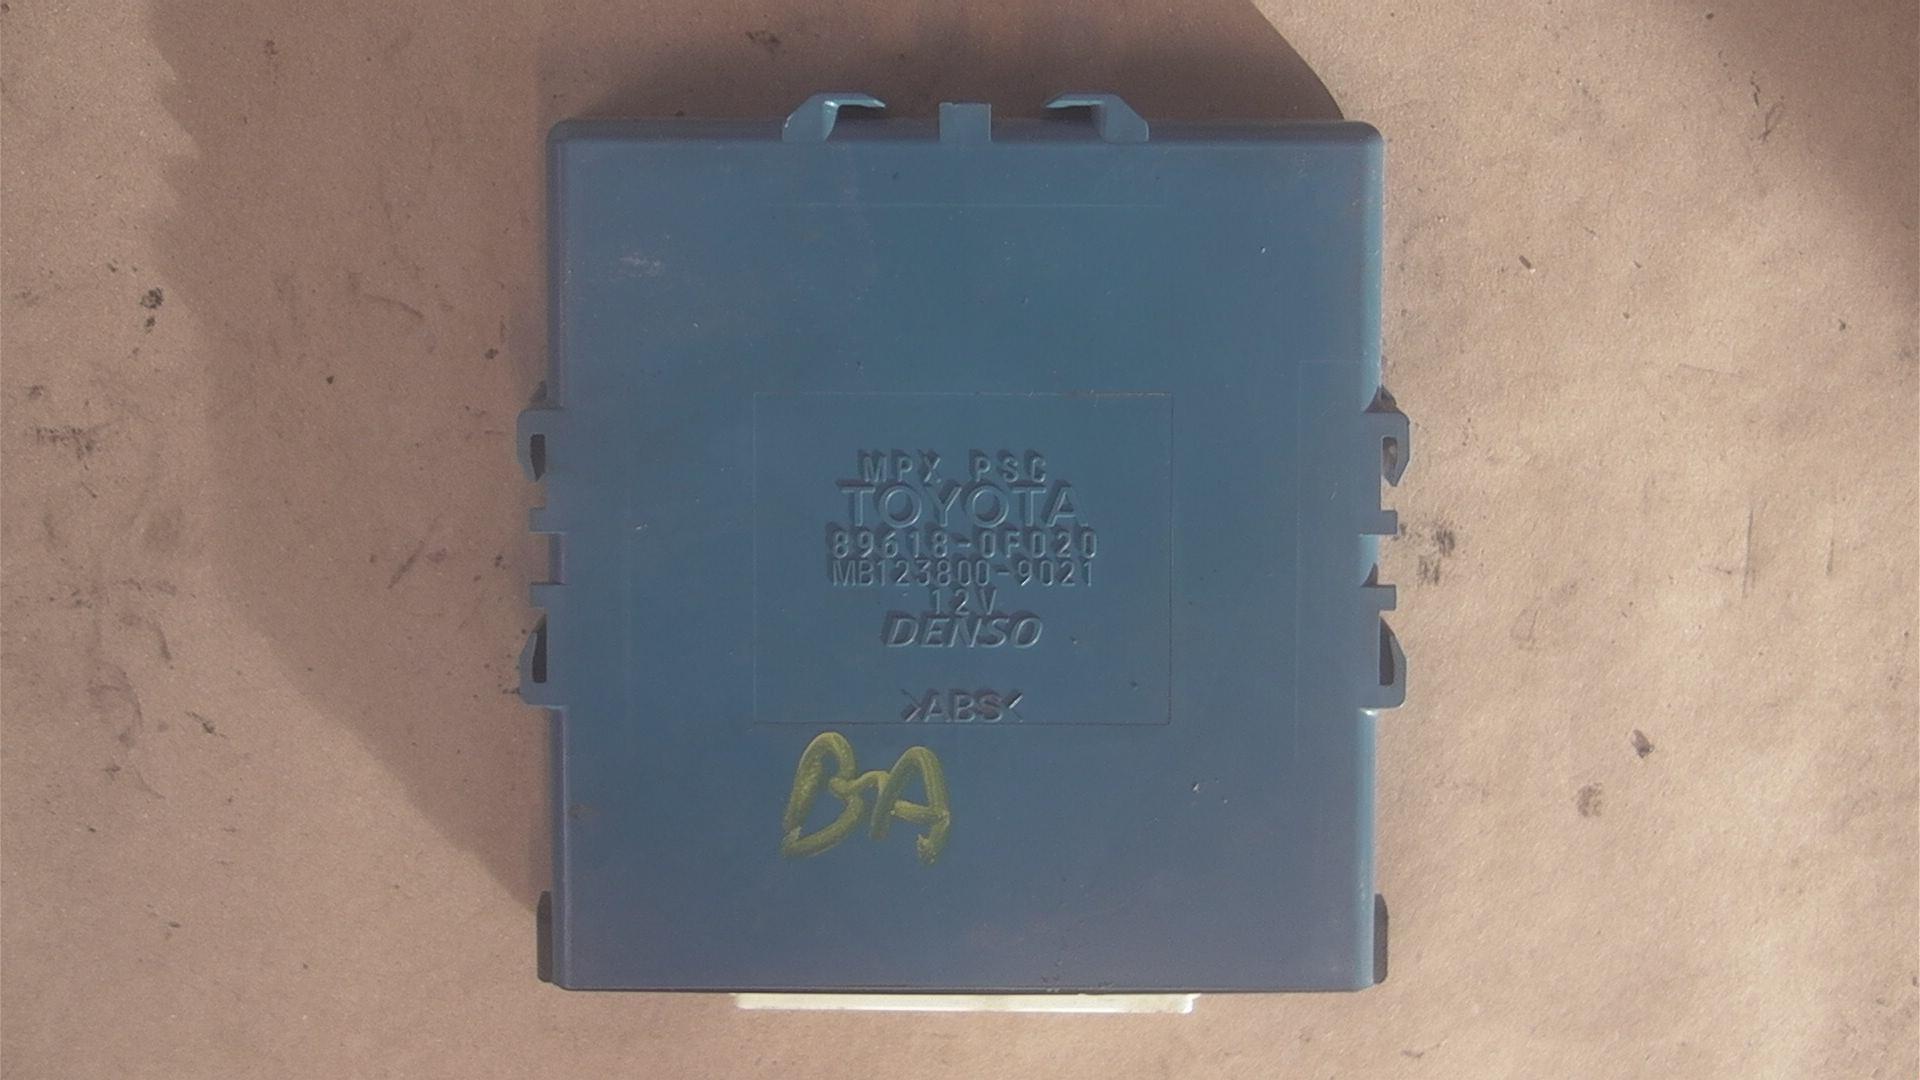 MPX PSC
TOYOTA
89618-0F020
MB123800-9021
12V
DENSO
>ABS<
BA